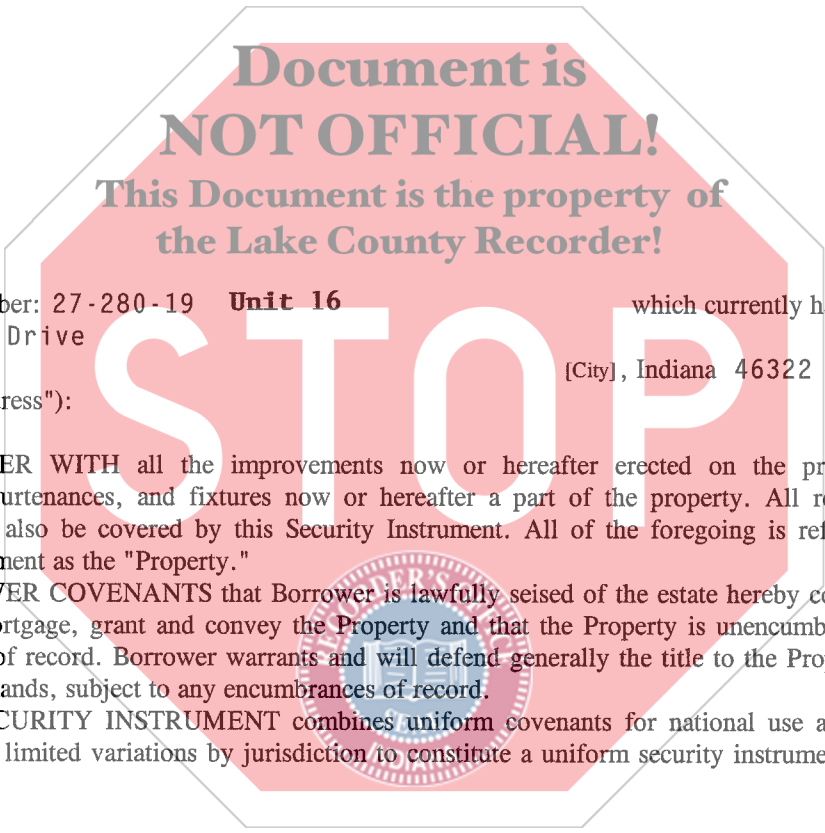 Document is
NOT OFFICIAL!
This Document is the property of
the Lake County Recorder!
ber: 27-280-19 Unit 16 which currently h
Drive
[City], Indiana 46322
ress"):
STOP
ER WITH all the improvements now or hereafter erected on the pr
urtenances, and fixtures now or hereafter a part of the property. All r
also be covered by this Security Instrument. All of the foregoing is ref
ment as the "Property."
VER COVENANTS that Borrower is lawfully seised of the estate hereby co
ortgage, grant and convey the Property and that the Property is unencumb
of record. Borrower warrants and will defend generally the title to the Prop
ands, subject to any encumbrances of record.
CURITY INSTRUMENT combines uniform covenants for national use a
limited variations by jurisdiction to constitute a uniform security instrume
SEAL
INDIANA